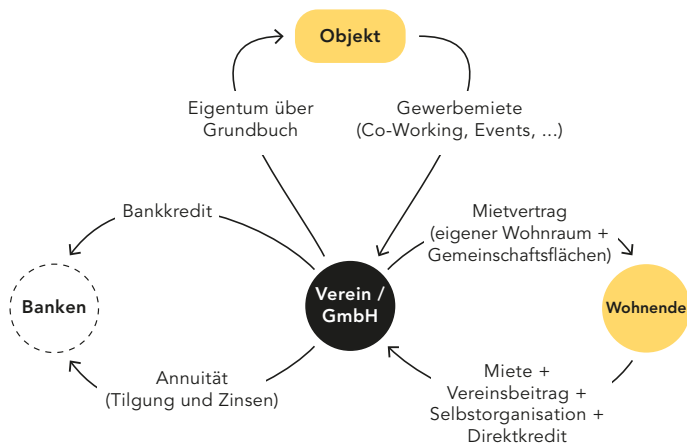 Objekt
Eigentum über
Grundbuch
Gewerbemiete
(Co-Working, Events, ...)
Bankkredit
Mietvertrag
(eigener Wohnraum +
Gemeinschaftsflächen)
Banken
Verein /
GmbH
Wohnende
Annuität
(Tilgung und Zinsen)
Miete +
Vereinsbeitrag +
Selbstorganisation +
Direktkredit